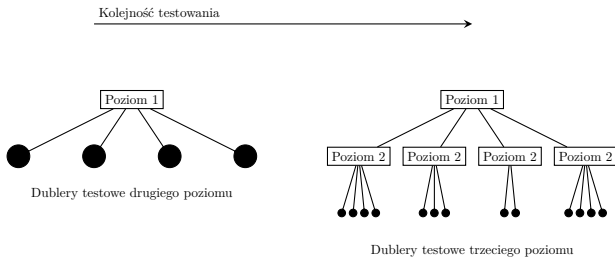 Kolejność testowania
Poziom 1
Poziom 1
Poziom 2 Poziom 2 Poziom 2 Poziom 2
Dublery testowe drugiego poziomu
Dublery testowe trzeciego poziomu